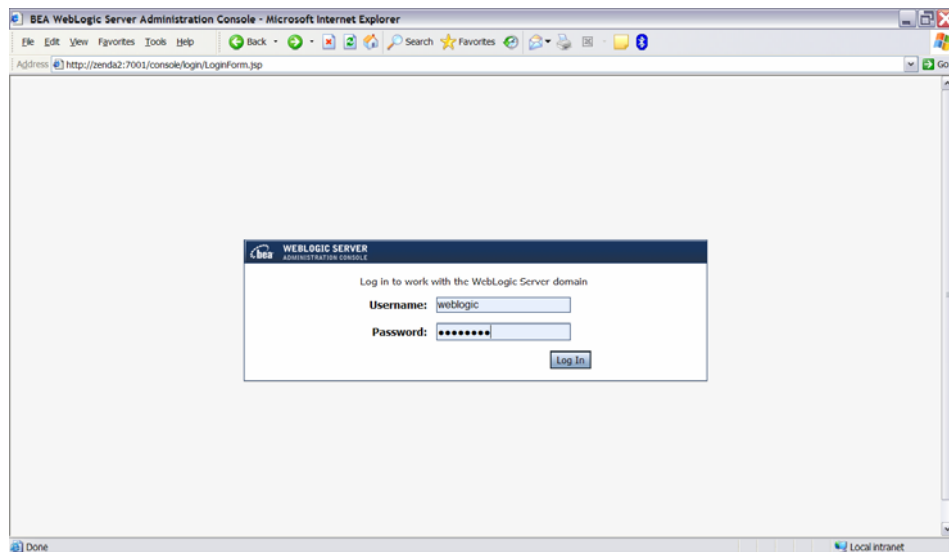 BEA WebLogic Server Administration Console - Microsoft Internet Explorer
File Edit View Favorites Tools Help Back Search Favorites
Address http://zenda2:7001/console/login/LoginForm.jsp Go
bea WEBLOGIC SERVER
ADMINISTRATION CONSOLE
Log in to work with the WebLogic Server domain
Username: weblogic
Password: ••••••••
Log In
Done Local intranet